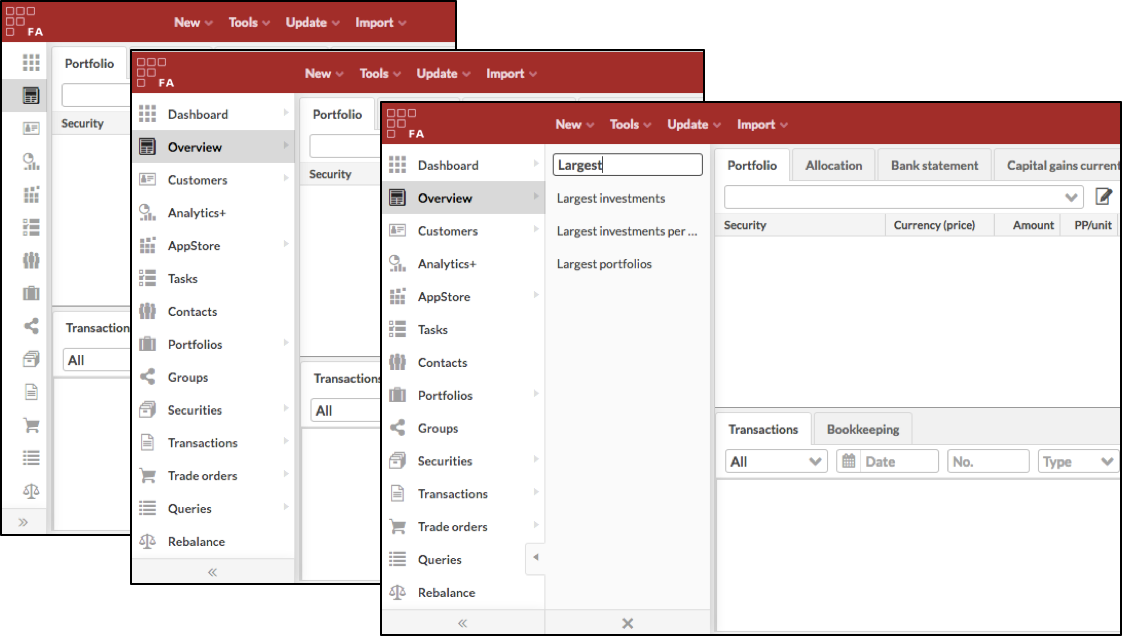 FA
New Tools Update Import
Portfolio
Security
Transaction
All
FA
New Tools Update Import
Dashboard
Overview
Customers
Analytics+
AppStore
Tasks
Contacts
Portfolios
Groups
Securities
Transactions
Trade orders
Queries
Rebalance
Portfolio
Security
Transactions
All
FA
New Tools Update Import
Dashboard
Overview
Customers
Analytics+
AppStore
Tasks
Contacts
Portfolios
Groups
Securities
Transactions
Trade orders
Queries
Rebalance
Largest
Largest investments
Largest investments per ...
Largest portfolios
Portfolio Allocation Bank statement Capital gains current
Security Currency (price) Amount PP/unit
Transactions Bookkeeping
All Date No. Type